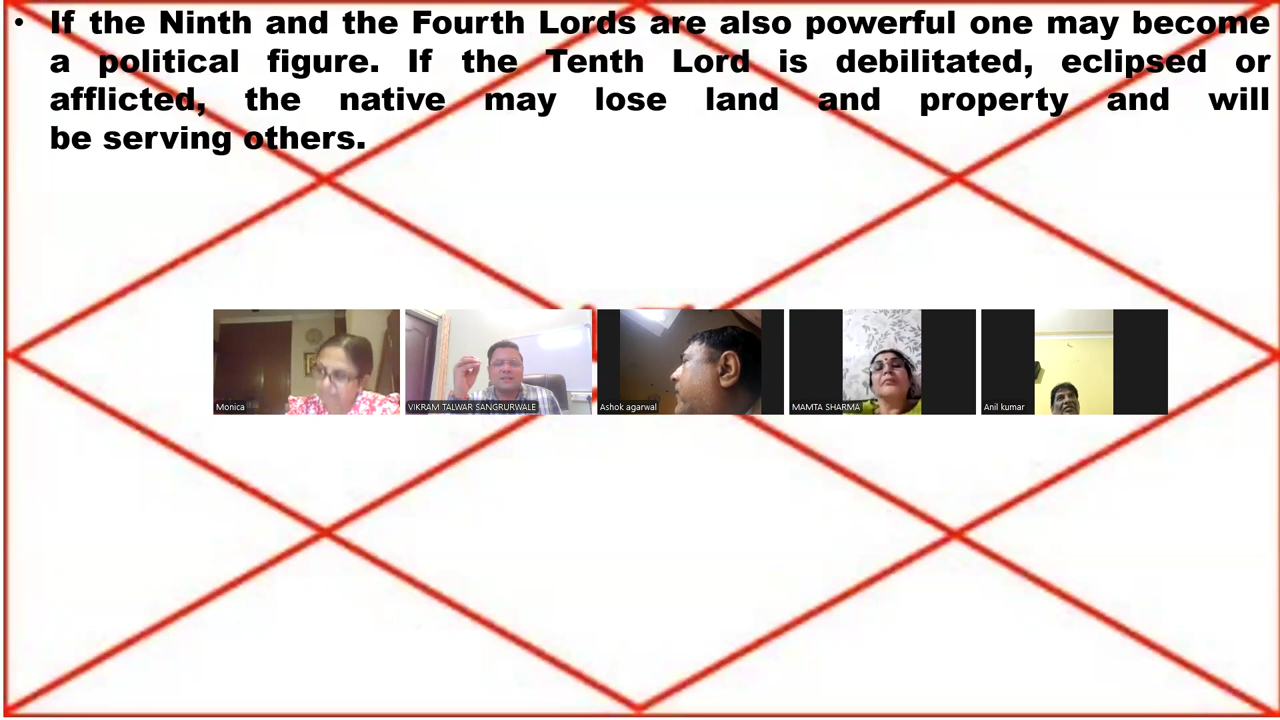 • If the Ninth and the Fourth Lords are also powerful one may become
a political figure. If the Tenth Lord is debilitated, eclipsed or
afflicted, the native may lose land and property and will
be serving others.
Monica
VIKRAM TALWAR SANGRURWALE
Ashok agarwal
MAMTA SHARMA
Anil kumar